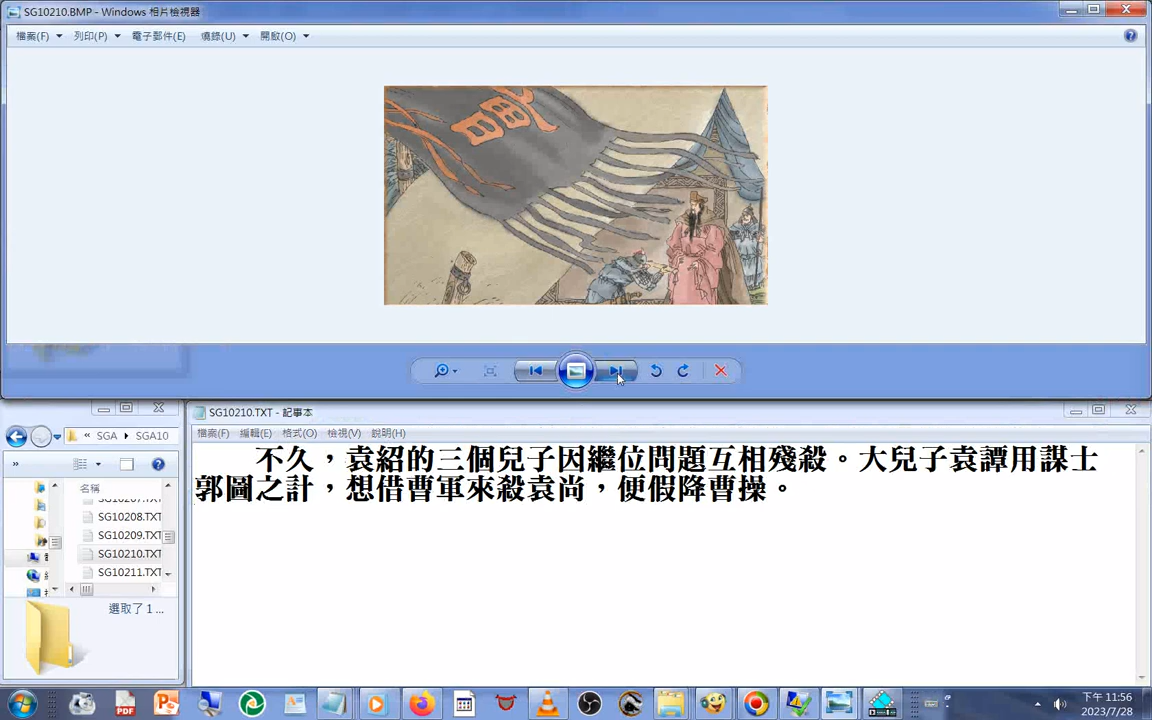 SG10210.BMP - Windows 相片檢視器
檔案(F) 列印(P) 電子郵件(E) 燒錄(U) 開啟(O)
« SGA ▸ SGA10
SG10210.TXT - 記事本
檔案(F) 編輯(E) 格式(O) 檢視(V) 說明(H)
不久，袁紹的三個兒子因繼位問題互相殘殺。大兒子袁譚用謀士
郭圖之計，想借曹軍來殺袁尚，便假降曹操。
»
名稱
SG10207.TXT
SG10208.TXT
SG10209.TXT
SG10210.TXT
SG10211.TXT
選取了 1 ...
PDF
下午 11:56
2023/7/28